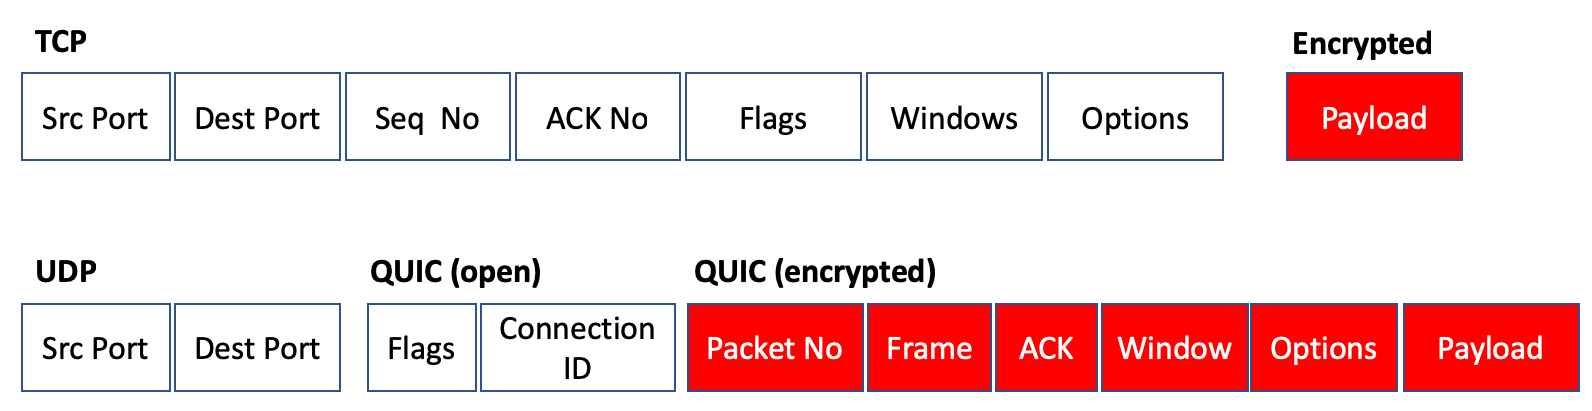 TCP
Encrypted
Src Port
Dest Port
Seq  No
ACK No
Flags
Windows
Options
Payload
UDP
QUIC (open)
QUIC (encrypted)
Src Port
Dest Port
Flags
Connection
ID
Packet No
Frame
ACK
Window
Options
Payload